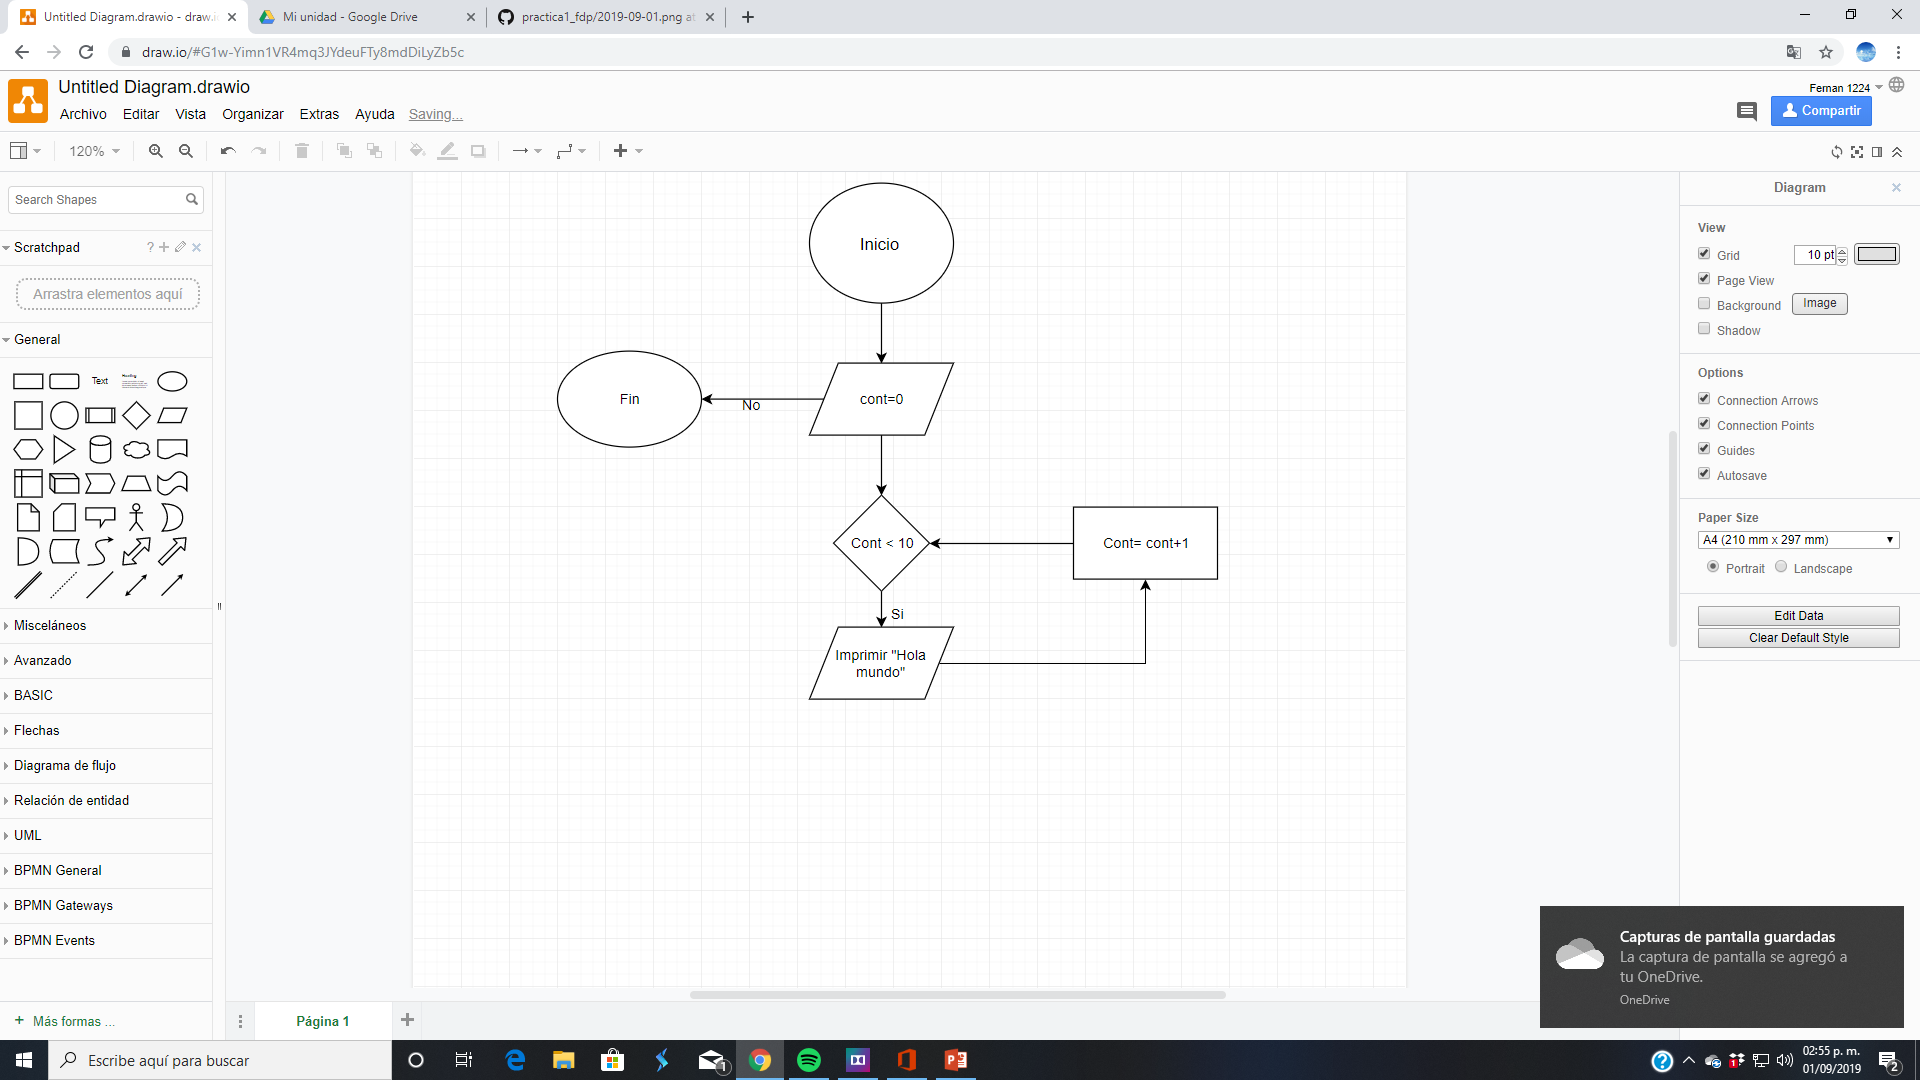 Untitled Diagram.drawio - draw.i
Mi unidad - Google Drive
practica1_fdp/2019-09-01.png at
draw.io/#G1w-Yimn1VR4mq3JYdeuFTy8mdDiLyZb5c
Untitled Diagram.drawio
Fernan 1224
Archivo Editar Vista Organizar Extras Ayuda Saving...
Compartir
120%
Search Shapes
Scratchpad
?
Arrastra elementos aquí
General
Text
Heading
Misceláneos
Avanzado
BASIC
Flechas
Diagrama de flujo
Relación de entidad
UML
BPMN General
BPMN Gateways
BPMN Events
+ Más formas ...
Inicio
Fin
No
cont=0
Cont < 10
Cont= cont+1
Si
Imprimir "Hola
mundo"
Diagram
View
Grid
10 pt
Page View
Background
Image
Shadow
Options
Connection Arrows
Connection Points
Guides
Autosave
Paper Size
A4 (210 mm x 297 mm)
Portrait
Landscape
Edit Data
Clear Default Style
Página 1
Capturas de pantalla guardadas
La captura de pantalla se agregó a
tu OneDrive.
OneDrive
Escribe aquí para buscar
1
1
02:55 p. m.
01/09/2019
2